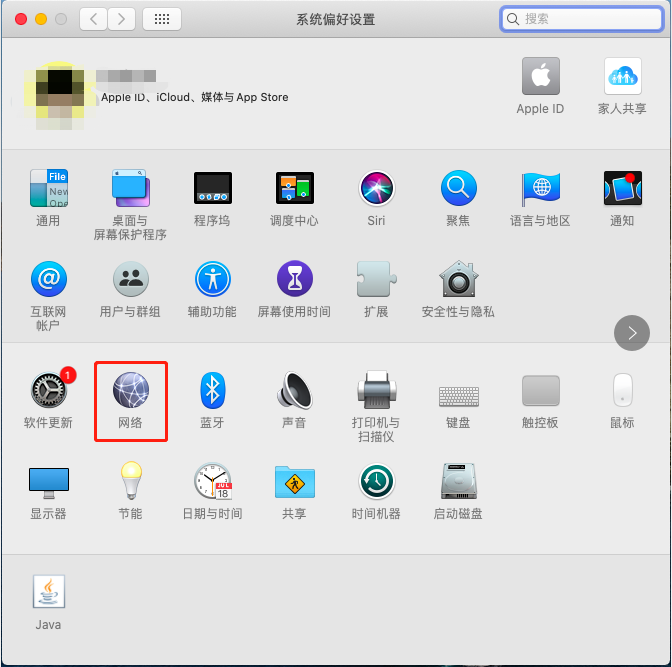 系统偏好设置
搜索
Apple ID、iCloud、媒体与 App Store
Apple ID
家人共享
File
New
Ope
通用
桌面与
屏幕保护程序
程序坞
调度中心
Siri
聚焦
语言与地区
通知
@
互联网
帐户
用户与群组
辅助功能
屏幕使用时间
扩展
安全性与隐私
1
软件更新
网络
蓝牙
声音
打印机与
扫描仪
键盘
触控板
鼠标
显示器
节能
JUL
18
日期与时间
共享
时间机器
启动磁盘
Java